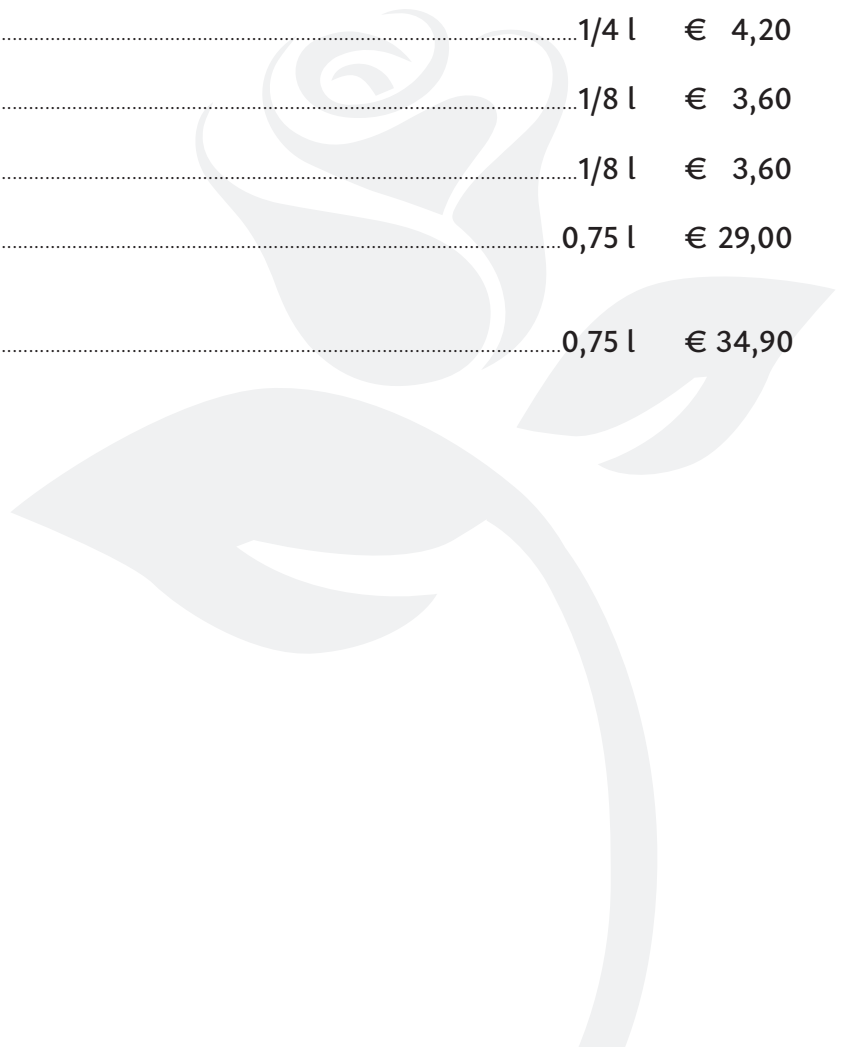 1/4 l € 4,20
1/8 l € 3,60
1/8 l € 3,60
0,75 l € 29,00
0,75 l € 34,90